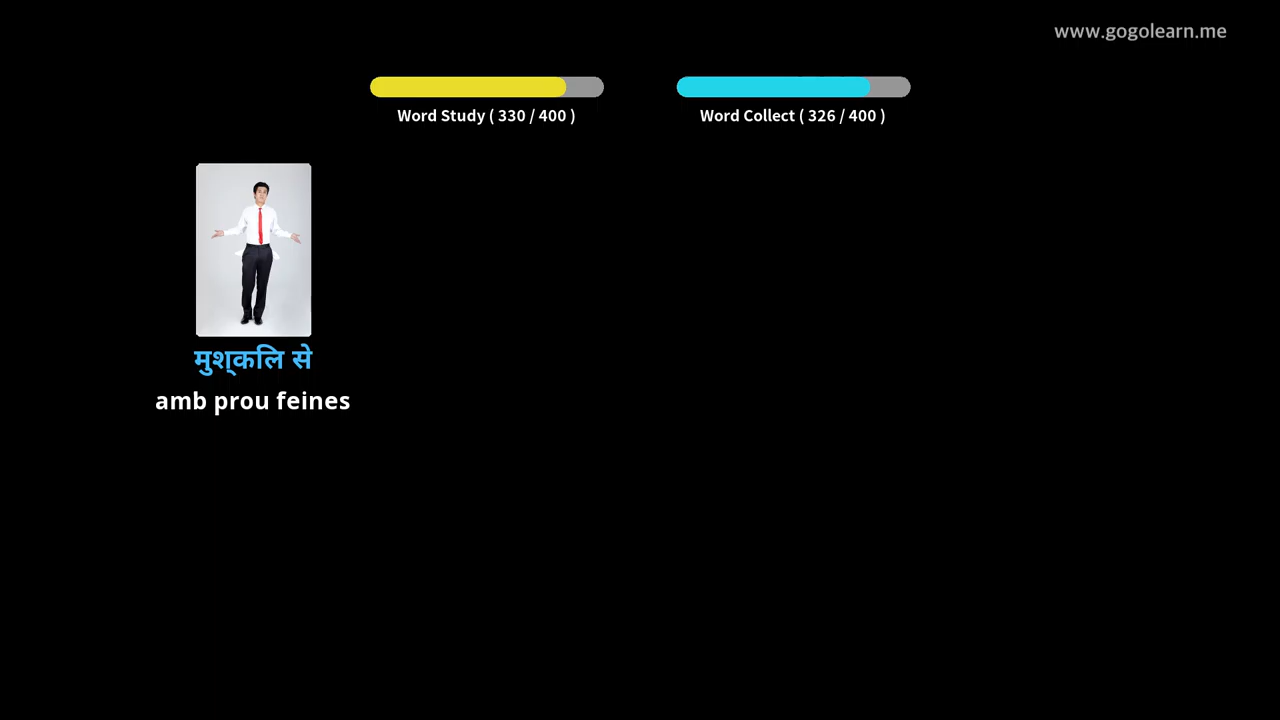 www.gogolearn.me
Word Study ( 330 / 400 )
Word Collect ( 326 / 400 )
मुश्कलि से
amb prou feines